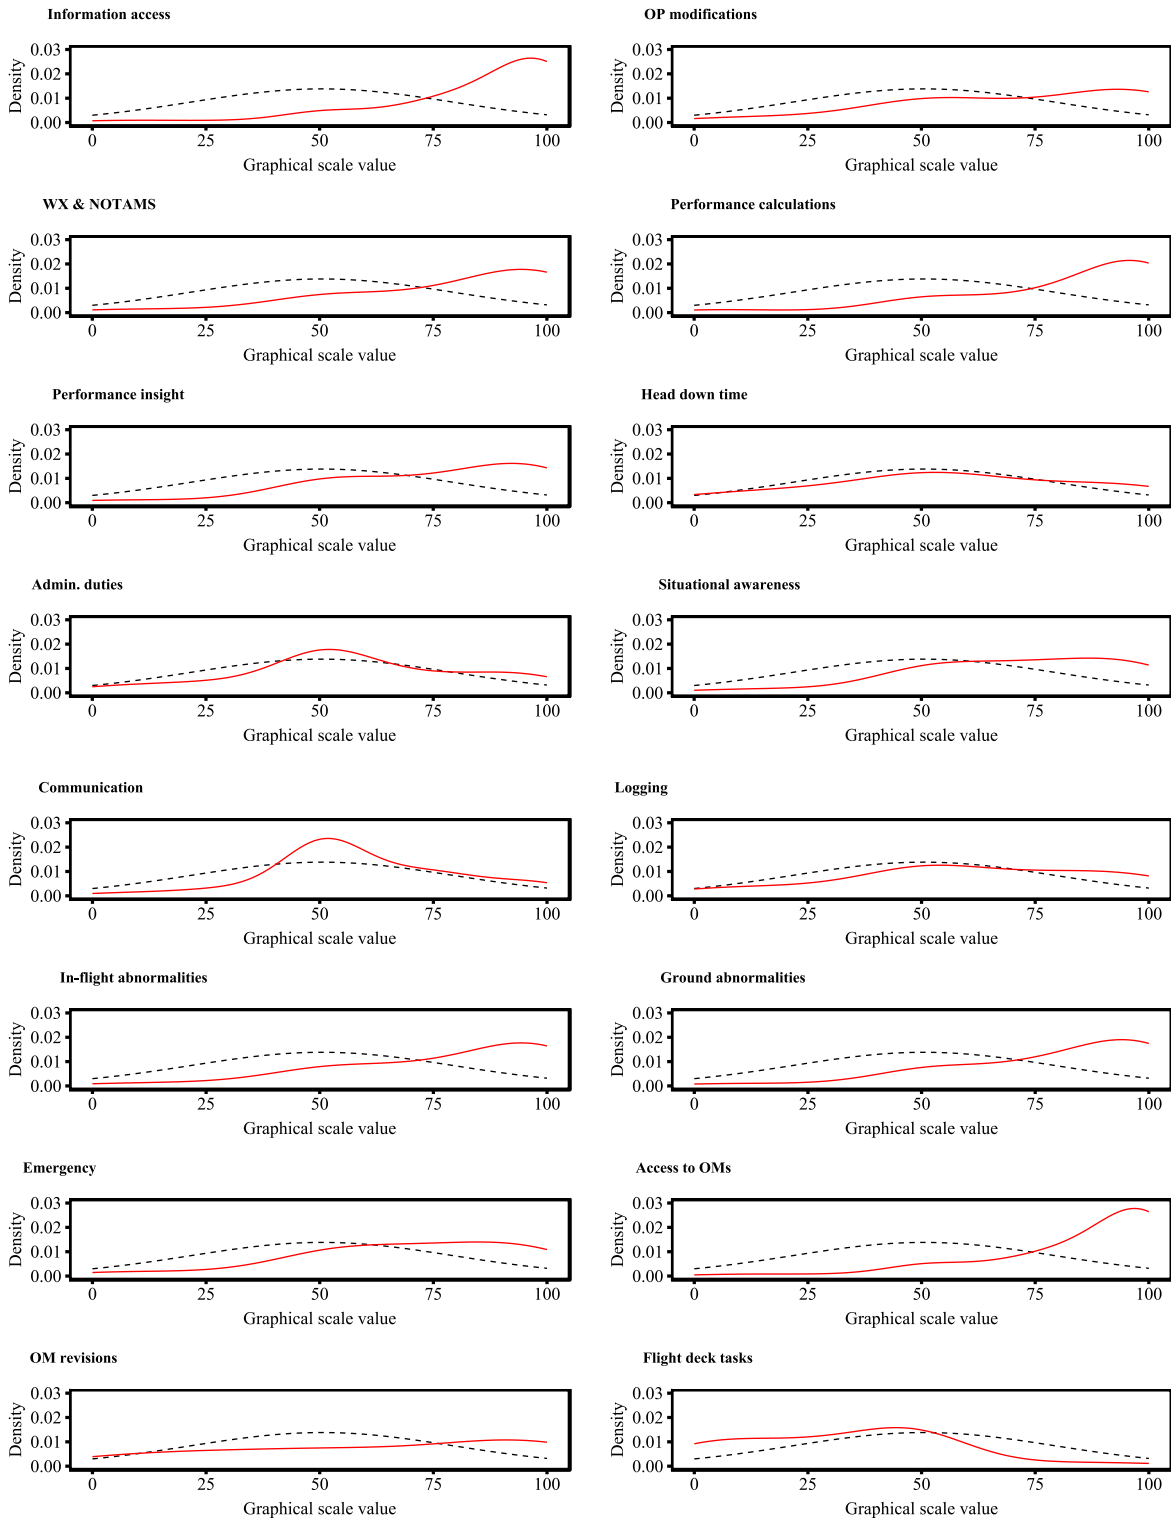 Information access
OP modifications
Density
0.03
0.02
0.01
0.00
0 25 50 75 100
Graphical scale value
Density
0.03
0.02
0.01
0.00
0 25 50 75 100
Graphical scale value
WX & NOTAMS
Performance calculations
Density
0.03
0.02
0.01
0.00
0 25 50 75 100
Graphical scale value
Density
0.03
0.02
0.01
0.00
0 25 50 75 100
Graphical scale value
Performance insight
Head down time
Density
0.03
0.02
0.01
0.00
0 25 50 75 100
Graphical scale value
Density
0.03
0.02
0.01
0.00
0 25 50 75 100
Graphical scale value
Admin. duties
Situational awareness
Density
0.03
0.02
0.01
0.00
0 25 50 75 100
Graphical scale value
Density
0.03
0.02
0.01
0.00
0 25 50 75 100
Graphical scale value
Communication
Logging
Density
0.03
0.02
0.01
0.00
0 25 50 75 100
Graphical scale value
Density
0.03
0.02
0.01
0.00
0 25 50 75 100
Graphical scale value
In-flight abnormalities
Ground abnormalities
Density
0.03
0.02
0.01
0.00
0 25 50 75 100
Graphical scale value
Density
0.03
0.02
0.01
0.00
0 25 50 75 100
Graphical scale value
Emergency
Access to OMs
Density
0.03
0.02
0.01
0.00
0 25 50 75 100
Graphical scale value
Density
0.03
0.02
0.01
0.00
0 25 50 75 100
Graphical scale value
OM revisions
Flight deck tasks
Density
0.03
0.02
0.01
0.00
0 25 50 75 100
Graphical scale value
Density
0.03
0.02
0.01
0.00
0 25 50 75 100
Graphical scale value